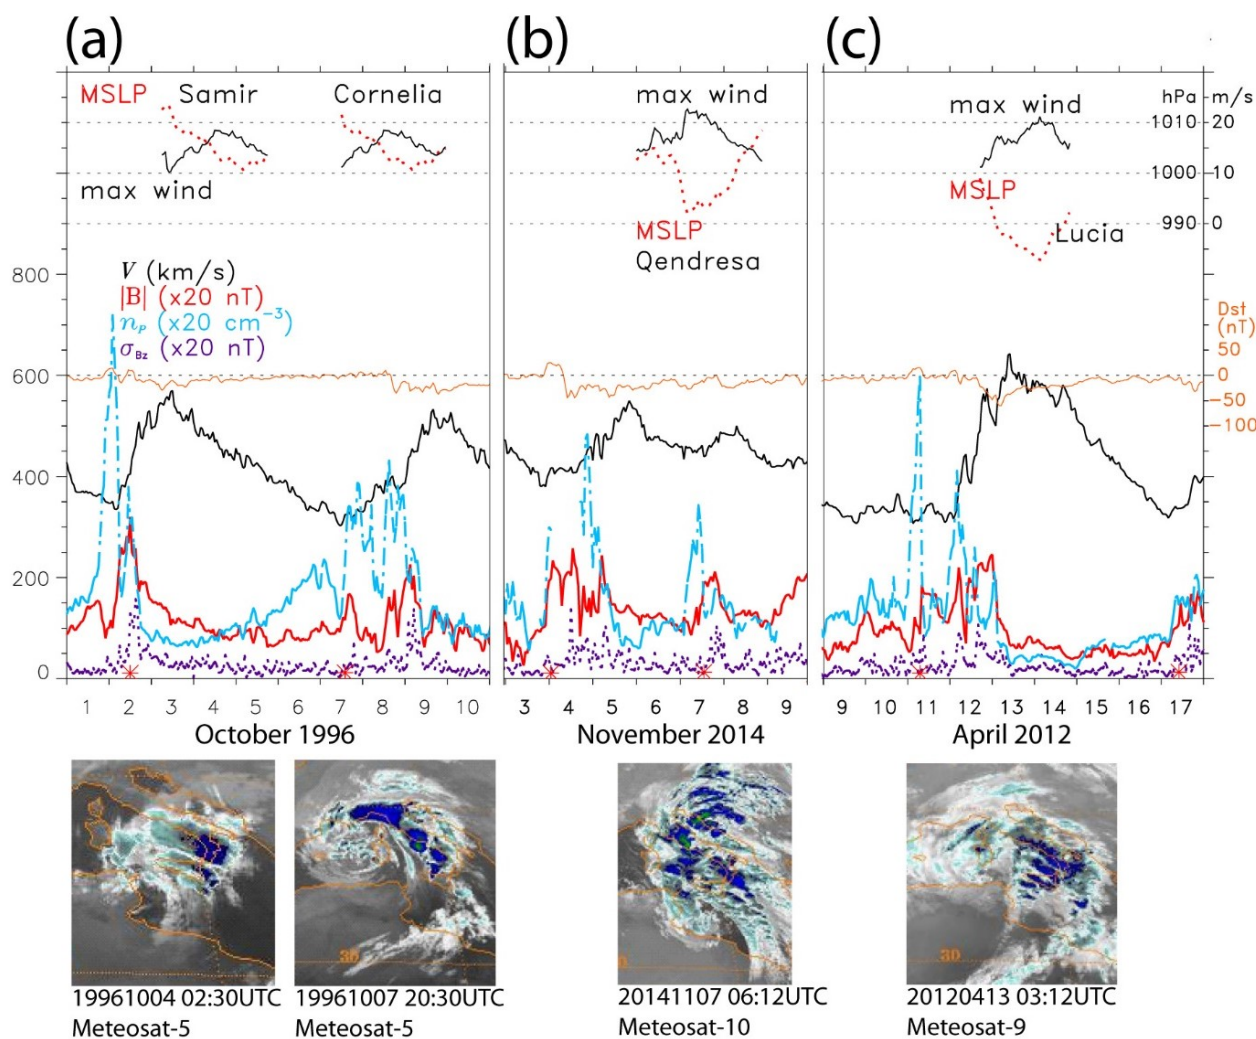 (a)
(b)
(c)
MSLP Samir Cornelia
max wind
max wind
MSLP
Qendresa
max wind
MSLP
Lucia
hPa m/s
1010 20
1000 10
990 0
V (km/s)
|B| (x20 nT)
nₚ (x20 cm⁻³)
σBz (x20 nT)
800
600
400
200
0
Dst
(nT)
50
0
−50
−100
1 2 3 4 5 6 7 8 9 10
3 4 5 6 7 8 9
9 10 11 12 13 14 15 16 17
October 1996
November 2014
April 2012
30
30
19961004 02:30UTC
Meteosat-5
19961007 20:30UTC
Meteosat-5
20141107 06:12UTC
Meteosat-10
20120413 03:12UTC
Meteosat-9